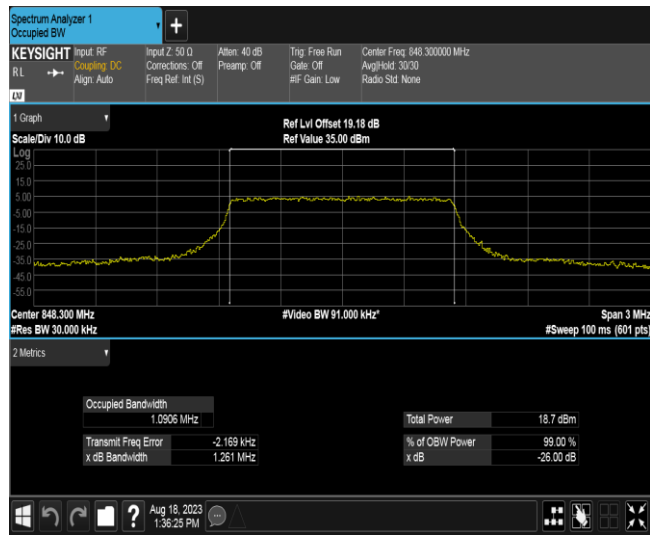 Spectrum Analyzer 1
Occupied BW
KEYSIGHT
RL
LXI
Input: RF
Coupling: DC
Align: Auto
Input Z: 50 Ω
Corrections: Off
Freq Ref: Int (S)
Atten: 40 dB
Preamp: Off
Trig: Free Run
Gate: Off
#IF Gain: Low
Center Freq: 848.300000 MHz
Avg|Hold: 30/30
Radio Std: None
1 Graph
Scale/Div 10.0 dB
Ref Lvl Offset 19.18 dB
Ref Value 35.00 dBm
Log
25.0
15.0
5.00
-5.00
-15.0
-25.0
-35.0
-45.0
-55.0
Center 848.300 MHz
#Video BW 91.000 kHz*
Span 3 MHz
#Res BW 30.000 kHz
#Sweep 100 ms (601 pts)
2 Metrics
Occupied Bandwidth
1.0906 MHz
Total Power 18.7 dBm
Transmit Freq Error -2.169 kHz
% of OBW Power 99.00 %
x dB Bandwidth 1.261 MHz
x dB -26.00 dB
?
Aug 18, 2023
1:36:25 PM